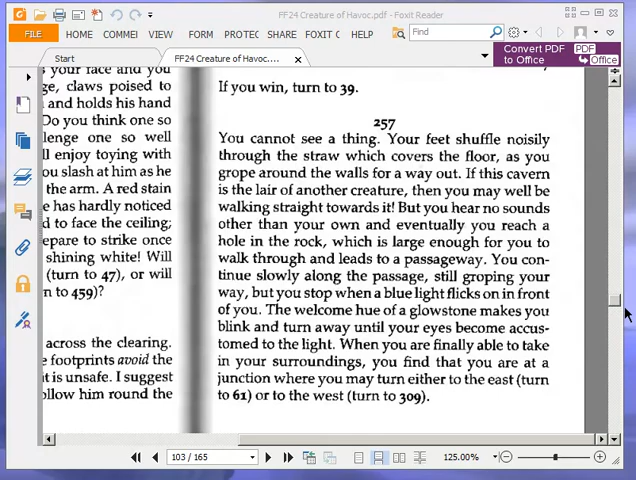 FF24 Creature of Havoc.pdf - Foxit Reader
FILE HOME COMMEN VIEW FORM PROTEC SHARE FOXIT C HELP Find
Start FF24 Creature of Havoc....
Convert PDF to Office PDF Office
s your face and you
ge, claws poised to
and holds his hand
Do you think one so
lenge one so well
ll enjoy toying with
ou slash at him as he
the arm. A red stain
e has hardly noticed
d to face the ceiling;
epare to strike once
shining white! Will
(turn to 47), or will
n to 459)?
across the clearing.
e footprints avoid the
it is unsafe. I suggest
ollow him round the
If you win, turn to 39.
257
You cannot see a thing. Your feet shuffle noisily
through the straw which covers the floor, as you
grope around the walls for a way out. If this cavern
is the lair of another creature, then you may well be
walking straight towards it! But you hear no sounds
other than your own and eventually you reach a
hole in the rock, which is large enough for you to
walk through and leads to a passageway. You con-
tinue slowly along the passage, still groping your
way, but you stop when a blue light flicks on in front
of you. The welcome hue of a glowstone makes you
blink and turn away until your eyes become accus-
tomed to the light. When you are finally able to take
in your surroundings, you find that you are at a
junction where you may turn either to the east (turn
to 61) or to the west (turn to 309).
103 / 165 125.00%